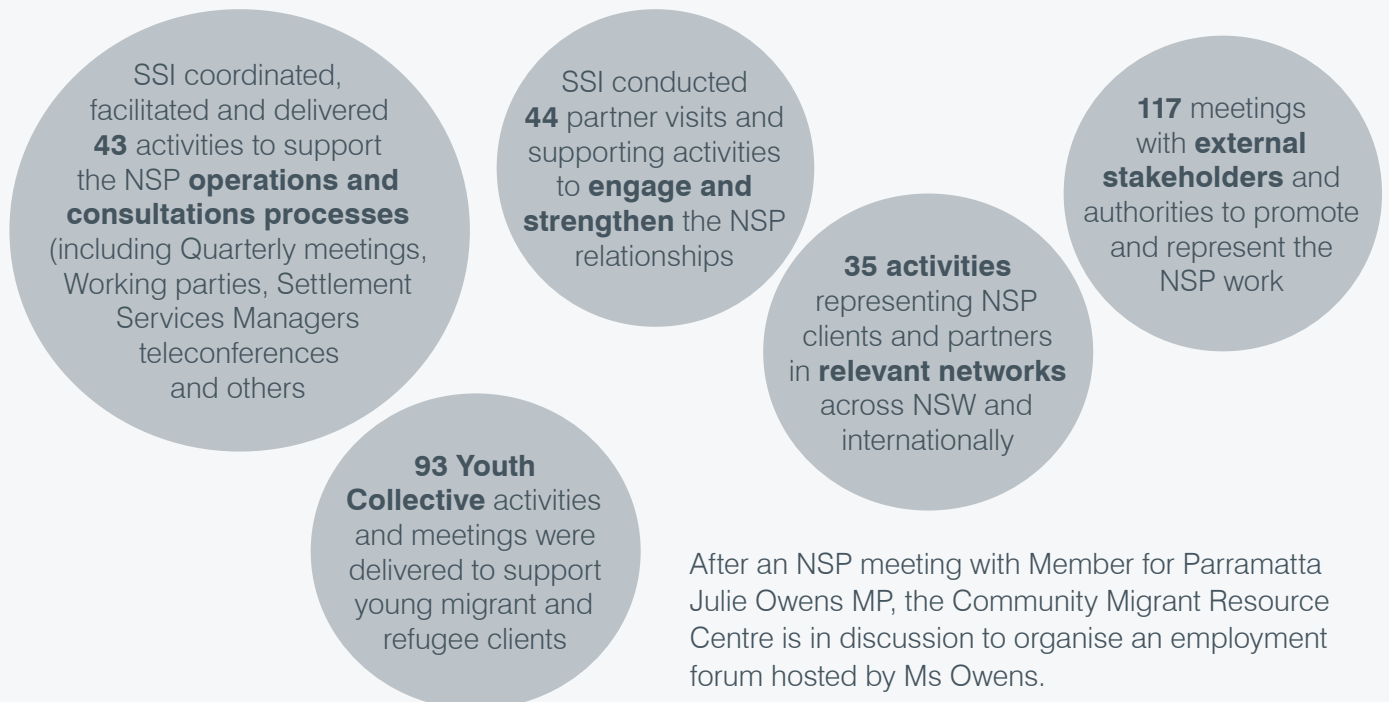 SSI coordinated,
facilitated and delivered
43 activities to support
the NSP operations and
consultations processes
(including Quarterly meetings,
Working parties, Settlement
Services Managers
teleconferences
and others
SSI conducted
44 partner visits and
supporting activities
to engage and
strengthen the NSP
relationships
117 meetings
with external
stakeholders and
authorities to promote
and represent the
NSP work
35 activities
representing NSP
clients and partners
in relevant networks
across NSW and
internationally
93 Youth
Collective activities
and meetings were
delivered to support
young migrant and
refugee clients
After an NSP meeting with Member for Parramatta
Julie Owens MP, the Community Migrant Resource
Centre is in discussion to organise an employment
forum hosted by Ms Owens.